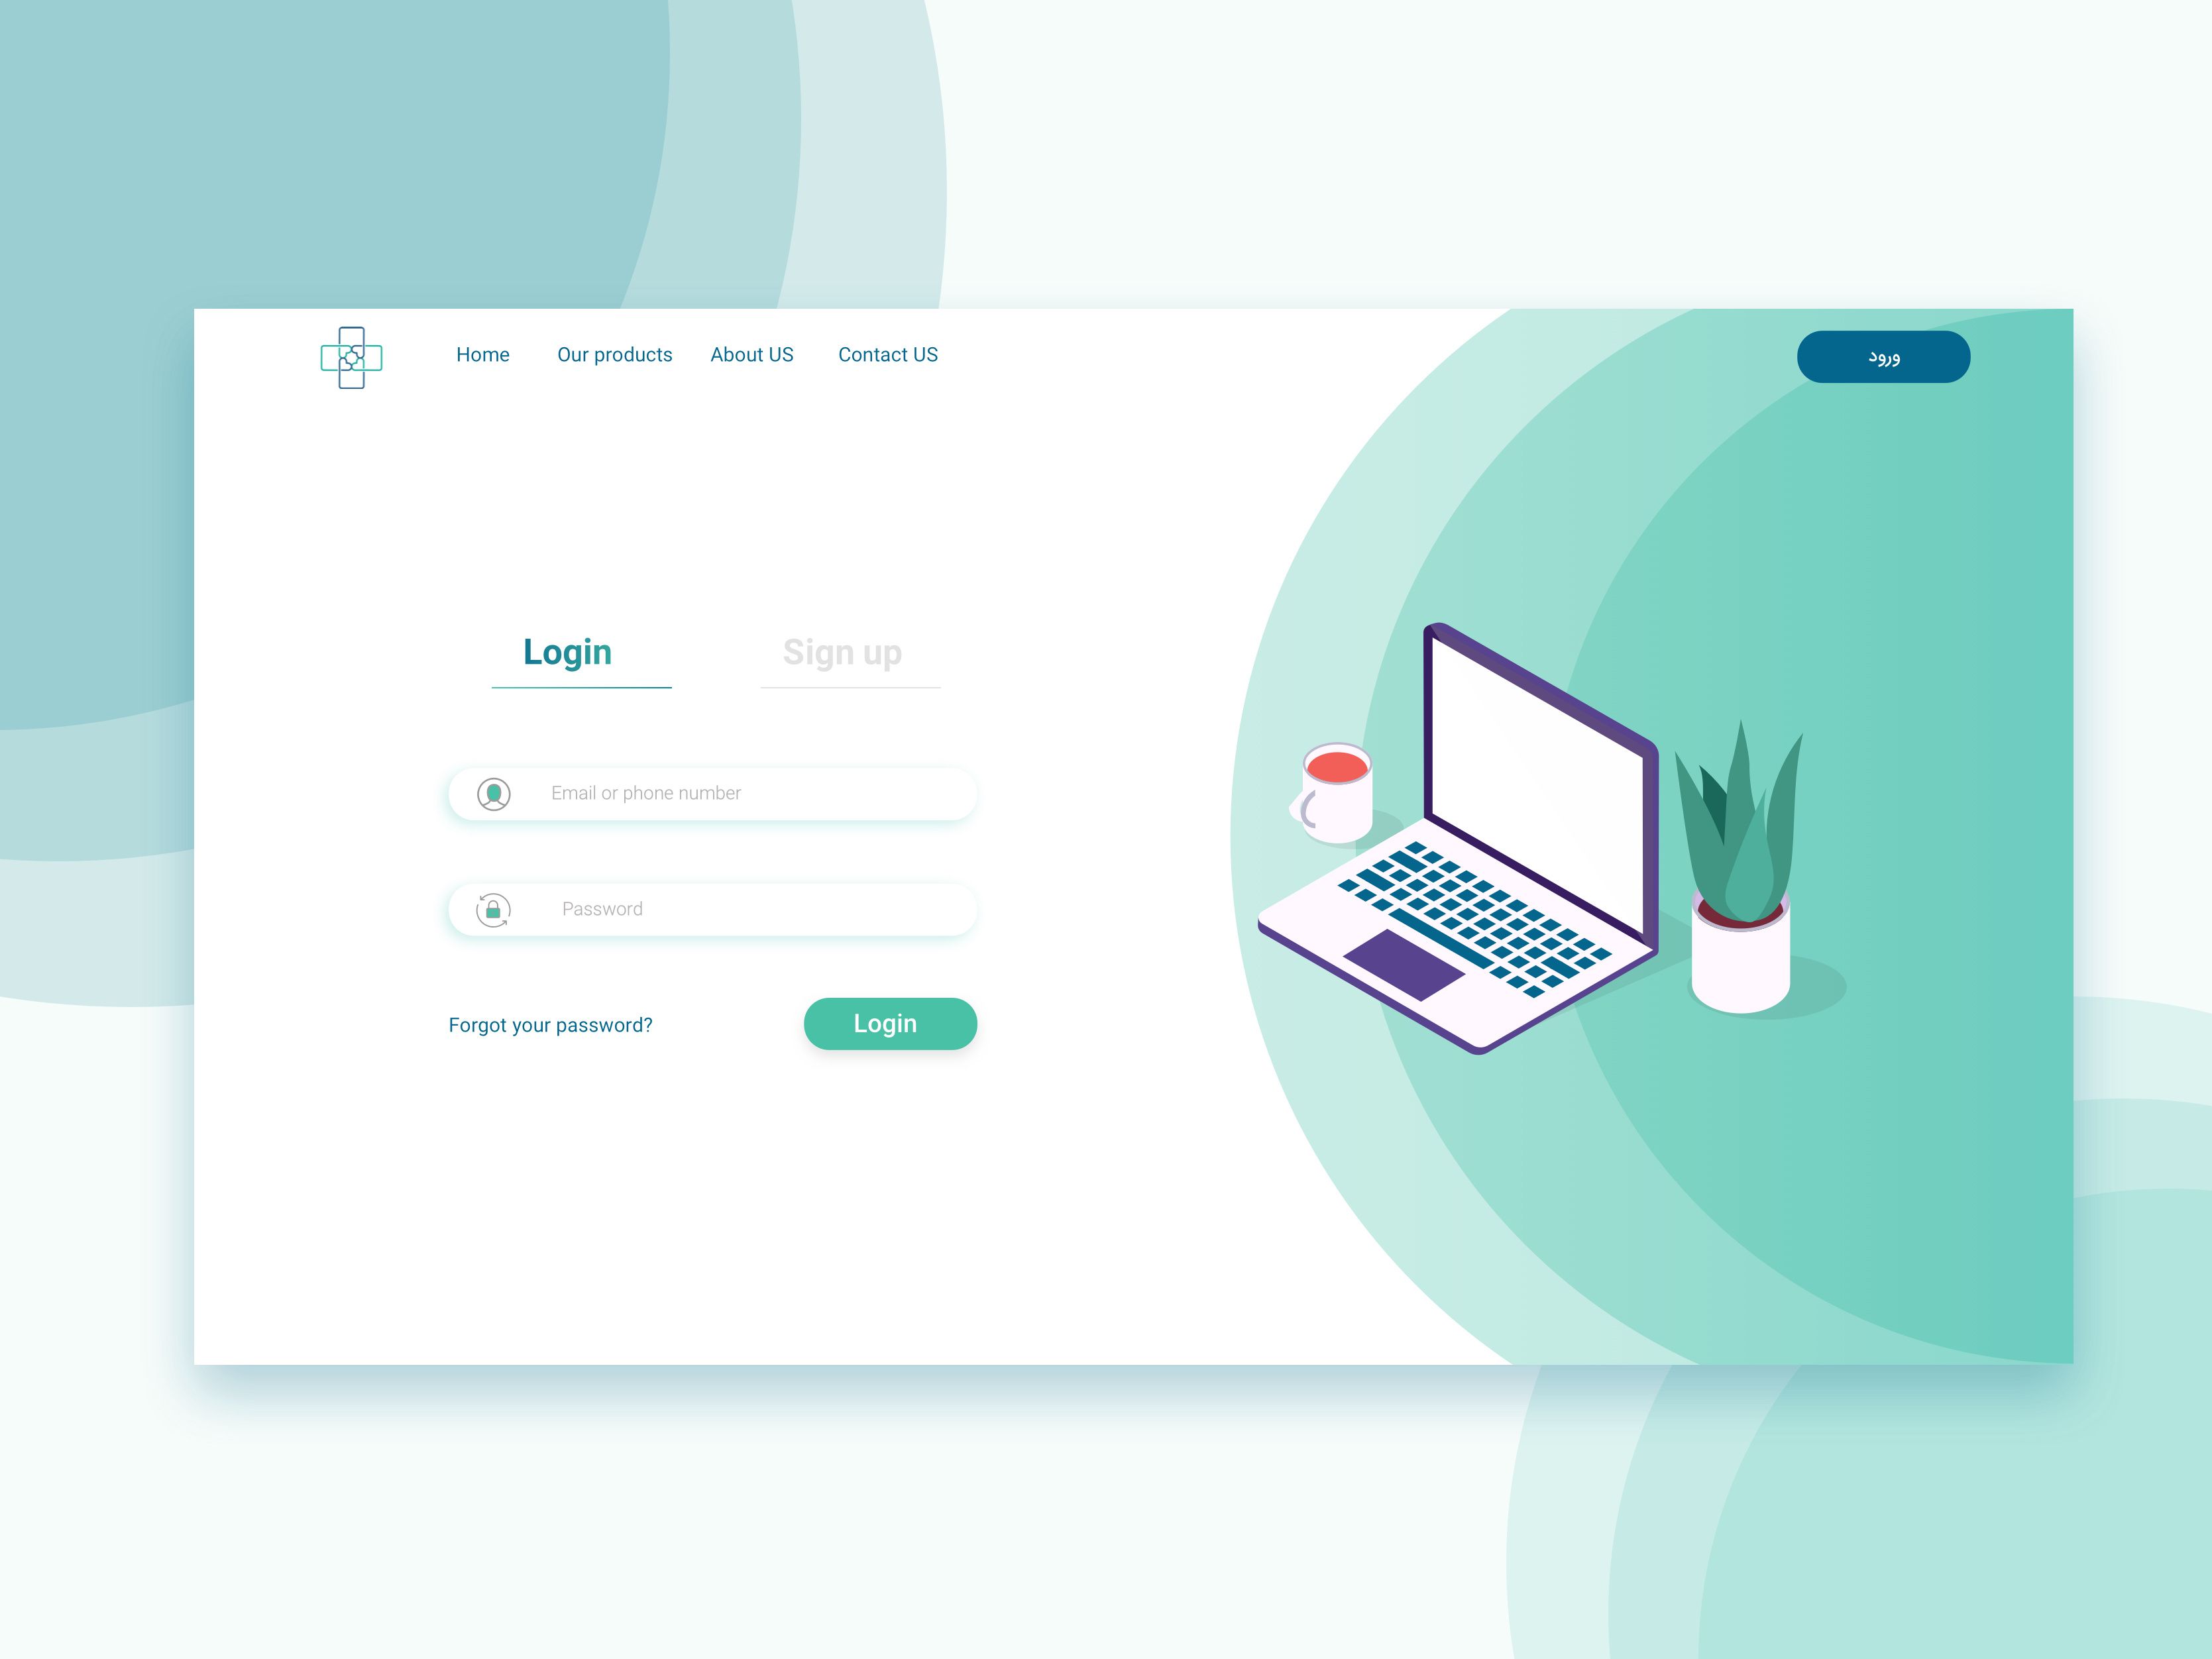 Home Our products About US Contact US ورود
Login Sign up
Email or phone number
Password
Forgot your password? Login